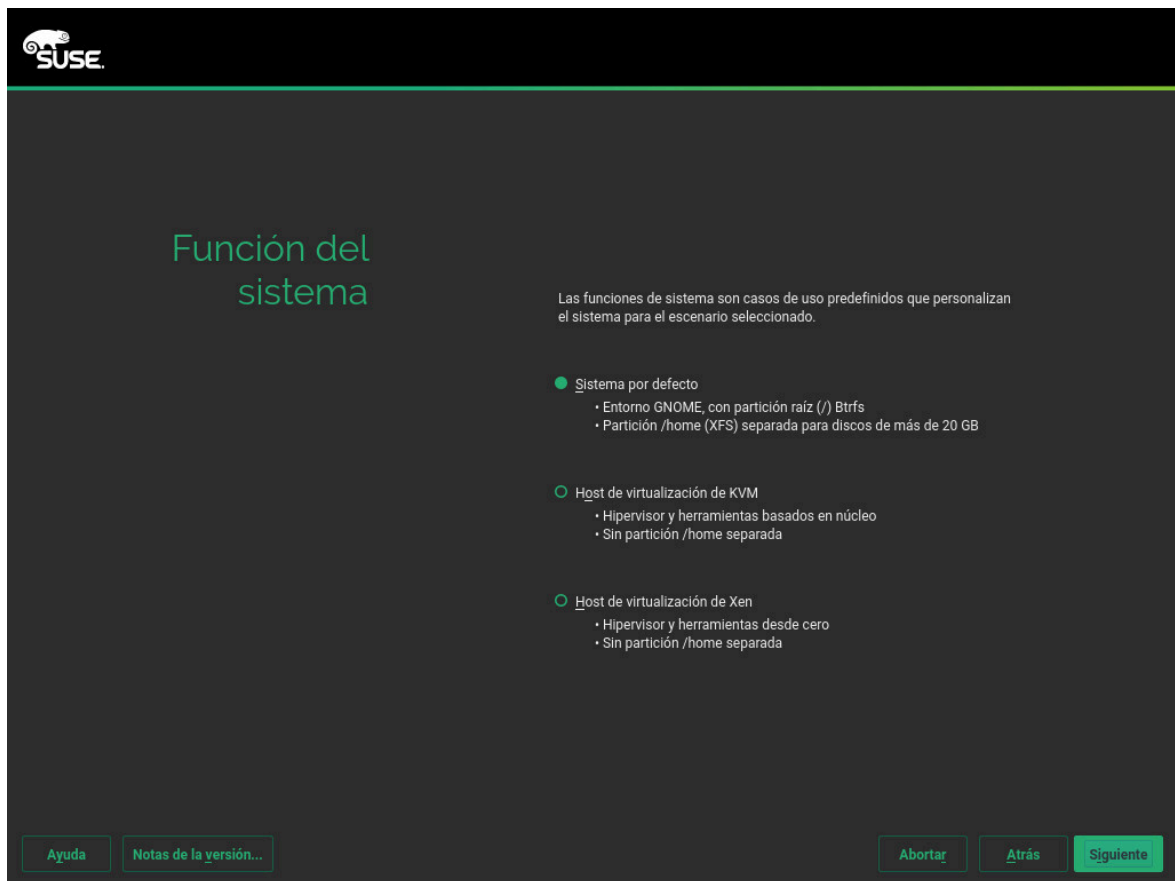 SUSE.
Función del
sistema
Las funciones de sistema son casos de uso predefinidos que personalizan
el sistema para el escenario seleccionado.
Sistema por defecto
• Entorno GNOME, con partición raíz (/) Btrfs
• Partición /home (XFS) separada para discos de más de 20 GB
Host de virtualización de KVM
• Hipervisor y herramientas basados en núcleo
• Sin partición /home separada
Host de virtualización de Xen
• Hipervisor y herramientas desde cero
• Sin partición /home separada
Ayuda
Notas de la versión...
Abortar
Atrás
Siguiente